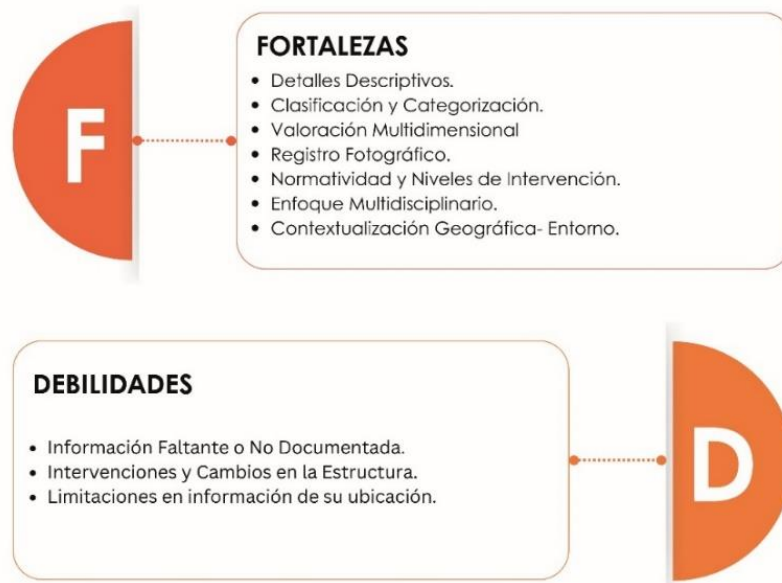 F
FORTALEZAS
• Detalles Descriptivos.
• Clasificación y Categorización.
• Valoración Multidimensional
• Registro Fotográfico.
• Normatividad y Niveles de Intervención.
• Enfoque Multidisciplinario.
• Contextualización Geográfica- Entorno.
DEBILIDADES
• Información Faltante o No Documentada.
• Intervenciones y Cambios en la Estructura.
• Limitaciones en información de su ubicación.
D